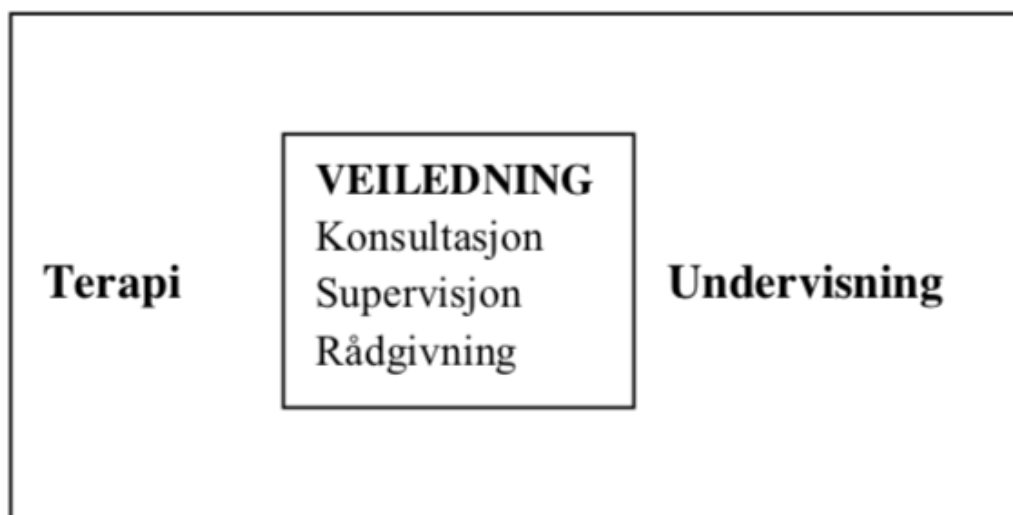 VEILEDNING
Konsultasjon
Terapi
Supervisjon
Undervisning
Rådgivning